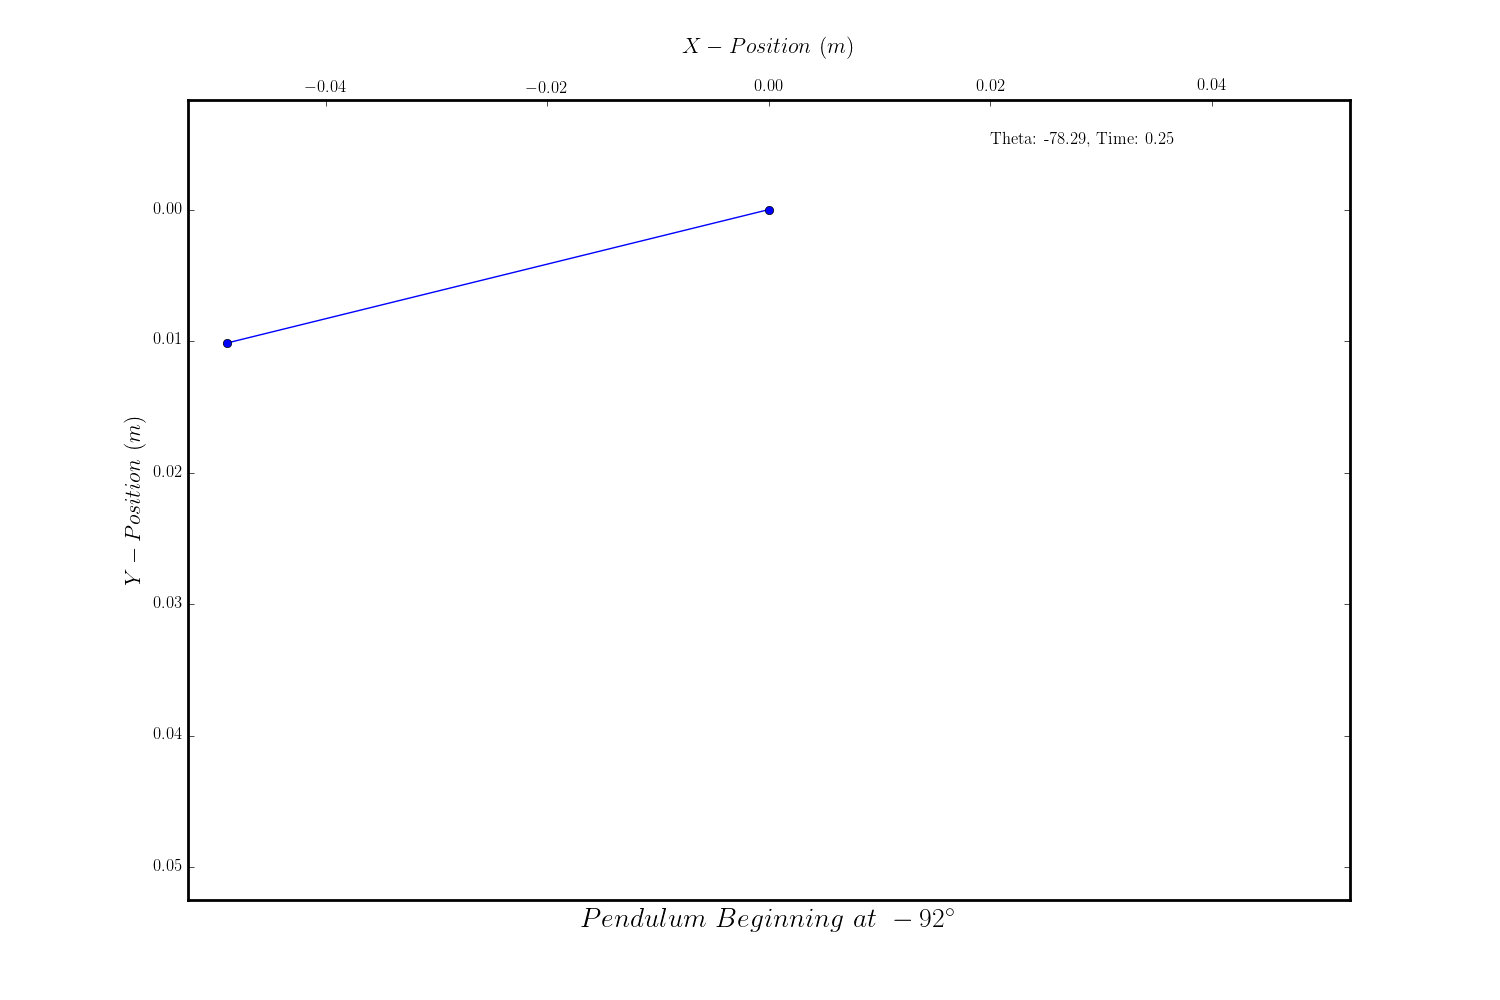 X − Position (m)
−0.04 −0.02 0.00 0.02 0.04
Theta: -78.29, Time: 0.25
0.00
0.01
0.02
0.03
0.04
0.05
Y − Position (m)
Pendulum Beginning at − 92°